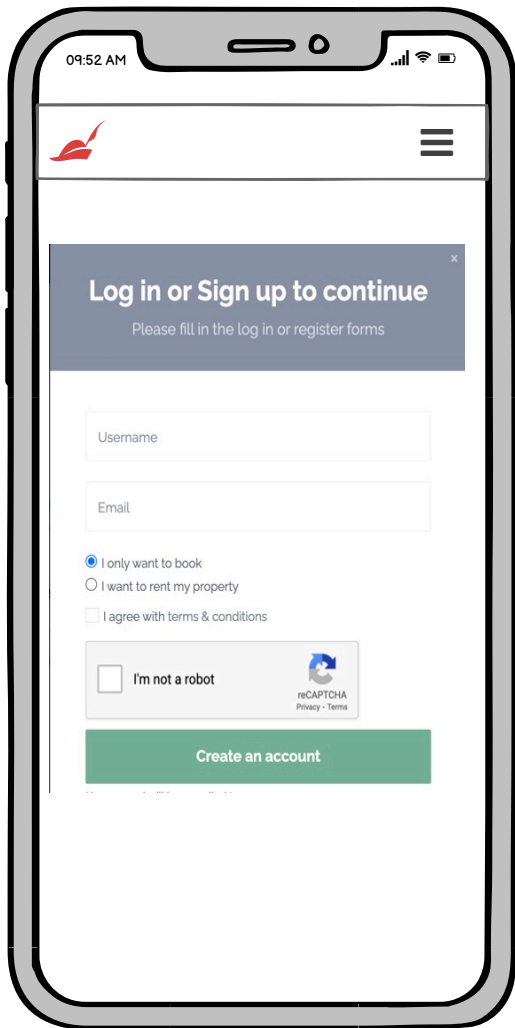 09:52 AM
x
Log in or Sign up to continue
Please fill in the log in or register forms
Username
Email
I only want to book
I want to rent my property
I agree with terms & conditions
I'm not a robot
reCAPTCHA
Privacy - Terms
Create an account